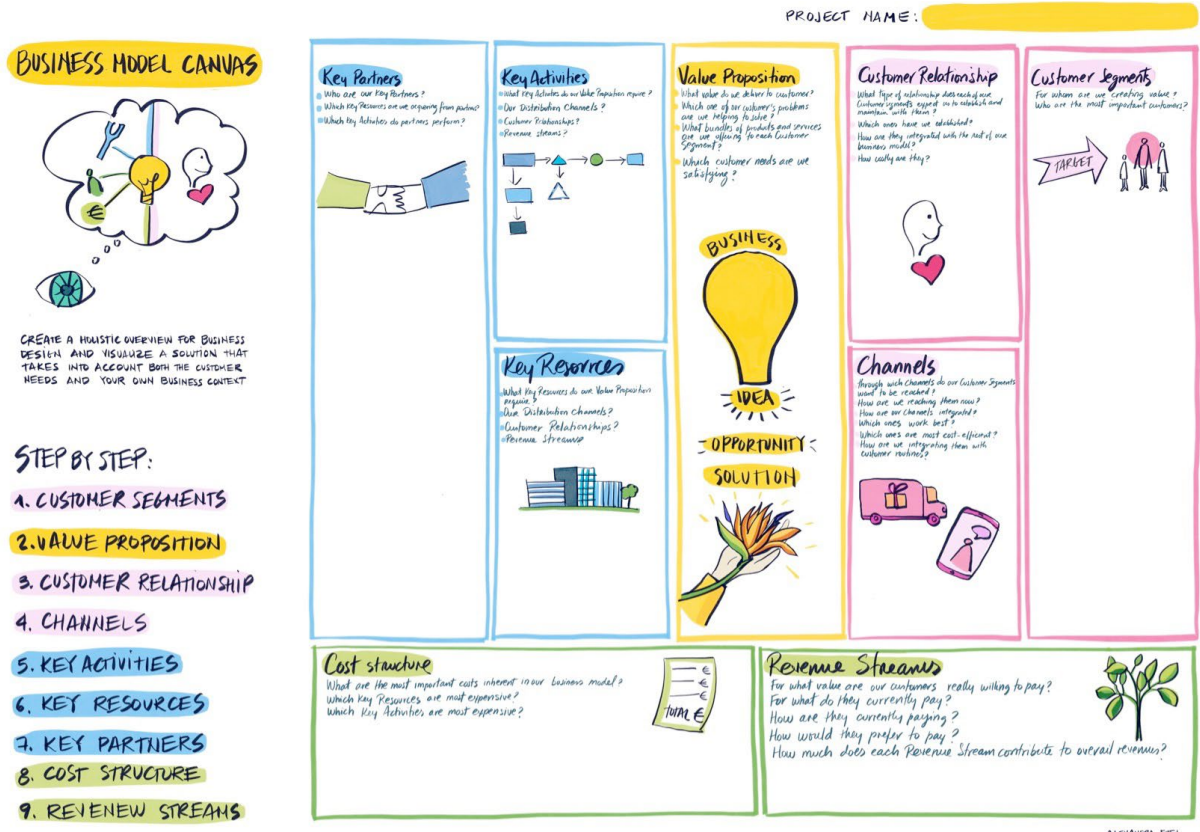 PROJECT NAME:
BUSINESS MODEL CANVAS
€
CREATE A HOLISTIC OVERVIEW FOR BUSINESS
DESIGN AND VISUALIZE A SOLUTION THAT
TAKES INTO ACCOUNT BOTH THE CUSTOMER
NEEDS AND YOUR OWN BUSINESS CONTEXT
STEP BY STEP:
1. CUSTOMER SEGMENTS
2. VALUE PROPOSITION
3. CUSTOMER RELATIONSHIP
4. CHANNELS
5. KEY ACTIVITIES
6. KEY RESOURCES
7. KEY PARTNERS
8. COST STRUCTURE
9. REVENEW STREAMS
Key Partners
Who are our Key Partners?
Which Key Resources are we acquiring from partners?
Which Key Activities do partners perform?
Key Activities
What Key Activities do our Value Proposition require?
Our Distribution Channels?
Customer Relationships?
Revenue streams?
Key Resources
What Key Resources do our Value Proposition
require?
Our Distribution Channels?
Customer Relationships?
Revenue Streams
Value Proposition
What value do we deliver to customer?
Which one of our customer's problems
are we helping to solve?
What bundles of products and services
are we offering to each Customer
Segment?
Which customer needs are we
satisfying?
BUSINESS
IDEA
OPPORTUNITY
SOLUTION
Customer Relationship
What type of relationship does each of our
Customer segments expect us to establish and
maintain with them?
Which ones have we established?
How are they integrated with the rest of our
business model?
How costly are they?
Channels
Through wich Channels do our Customer Segments
want to be reached?
How are we reaching them now?
How are our Channels integrated?
Which ones work best?
Which ones are most cost-efficient?
How are we integrating them with
customer routines?
Customer Segments
For whom are we creating value?
Who are the most important customers?
TARGET
Cost structure
What are the most important costs inherent in our business model?
Which Key Resources are most expensive?
Which Key Activities are most expensive?
€
€
€
TOTAL €
Revenue Streams
For what value are our customers really willing to pay?
For what do they currently pay?
How are they currently paying?
How would they prefer to pay?
How much does each Revenue Stream contribute to overall revenues?